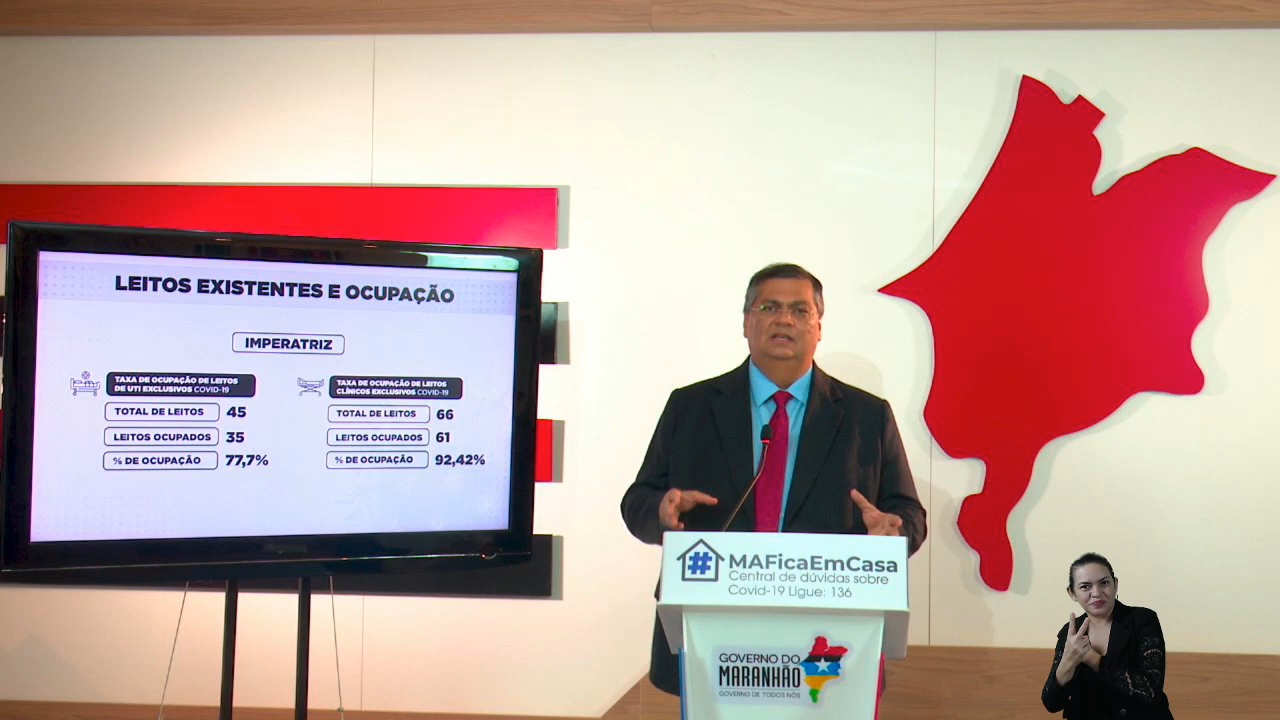 LEITOS EXISTENTES E OCUPAÇÃO
IMPERATRIZ
TAXA DE OCUPAÇÃO DE LEITOS
DE UTI EXCLUSIVOS COVID-19
TOTAL DE LEITOS 45
LEITOS OCUPADOS 35
% DE OCUPAÇÃO 77,7%
TAXA DE OCUPAÇÃO DE LEITOS
CLÍNICOS EXCLUSIVOS COVID-19
TOTAL DE LEITOS 66
LEITOS OCUPADOS 61
% DE OCUPAÇÃO 92,42%
# MAFicaEmCasa
Central de dúvidas sobre
Covid-19 Ligue: 136
GOVERNO DO
MARANHÃO
GOVERNO DE TODOS NÓS